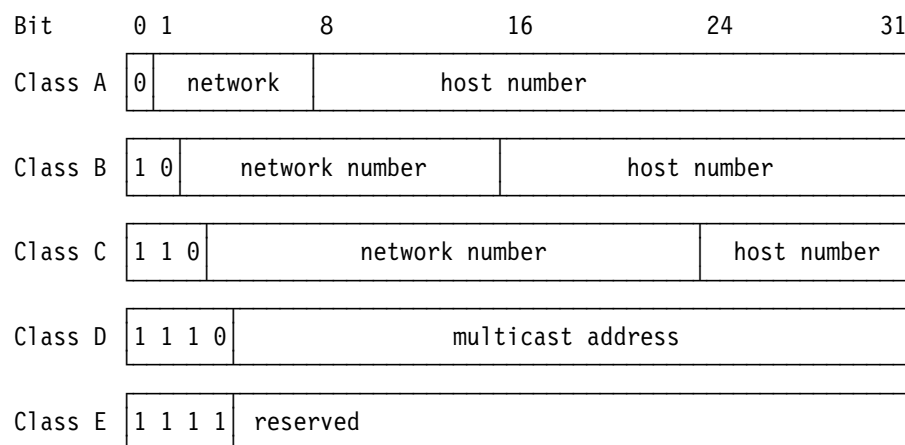 Bit 0 1 8 16 24 31
Class A 0 network host number
Class B 1 0 network number host number
Class C 1 1 0 network number host number
Class D 1 1 1 0 multicast address
Class E 1 1 1 1 reserved